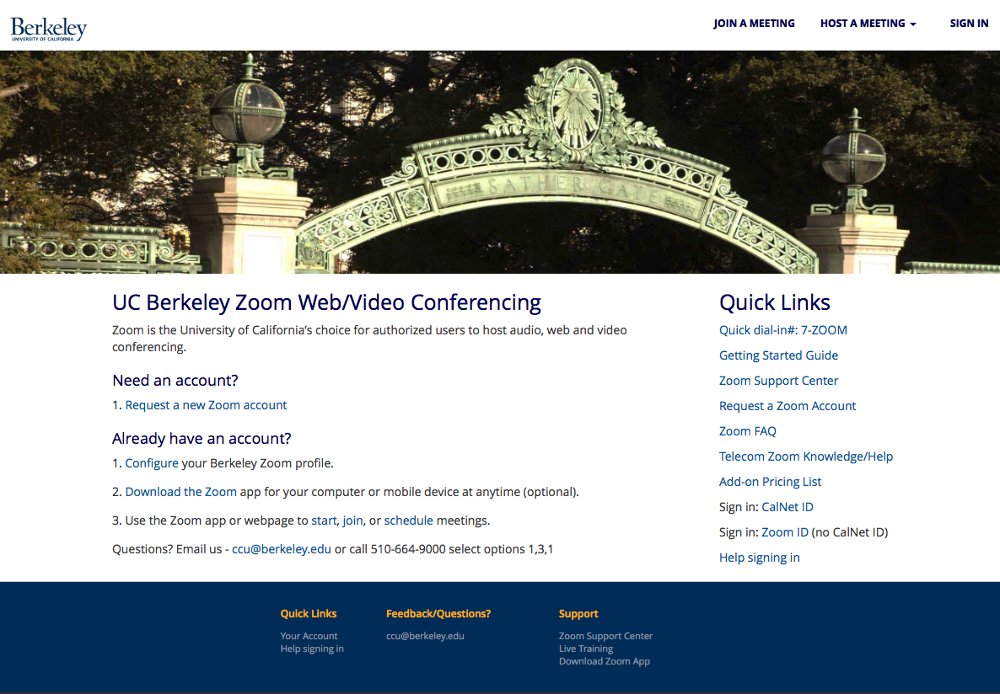 Berkeley
UNIVERSITY OF CALIFORNIA
JOIN A MEETING
HOST A MEETING
SIGN IN
SATHER GATE
UC Berkeley Zoom Web/Video Conferencing
Zoom is the University of California’s choice for authorized users to host audio, web and video
conferencing.
Need an account?
1. Request a new Zoom account
Already have an account?
1. Configure your Berkeley Zoom profile.
2. Download the Zoom app for your computer or mobile device at anytime (optional).
3. Use the Zoom app or webpage to start, join, or schedule meetings.
Questions? Email us - ccu@berkeley.edu or call 510-664-9000 select options 1,3,1
Quick Links
Quick dial-in#: 7-ZOOM
Getting Started Guide
Zoom Support Center
Request a Zoom Account
Zoom FAQ
Telecom Zoom Knowledge/Help
Add-on Pricing List
Sign in: CalNet ID
Sign in: Zoom ID (no CalNet ID)
Help signing in
Quick Links
Your Account
Help signing in
Feedback/Questions?
ccu@berkeley.edu
Support
Zoom Support Center
Live Training
Download Zoom App